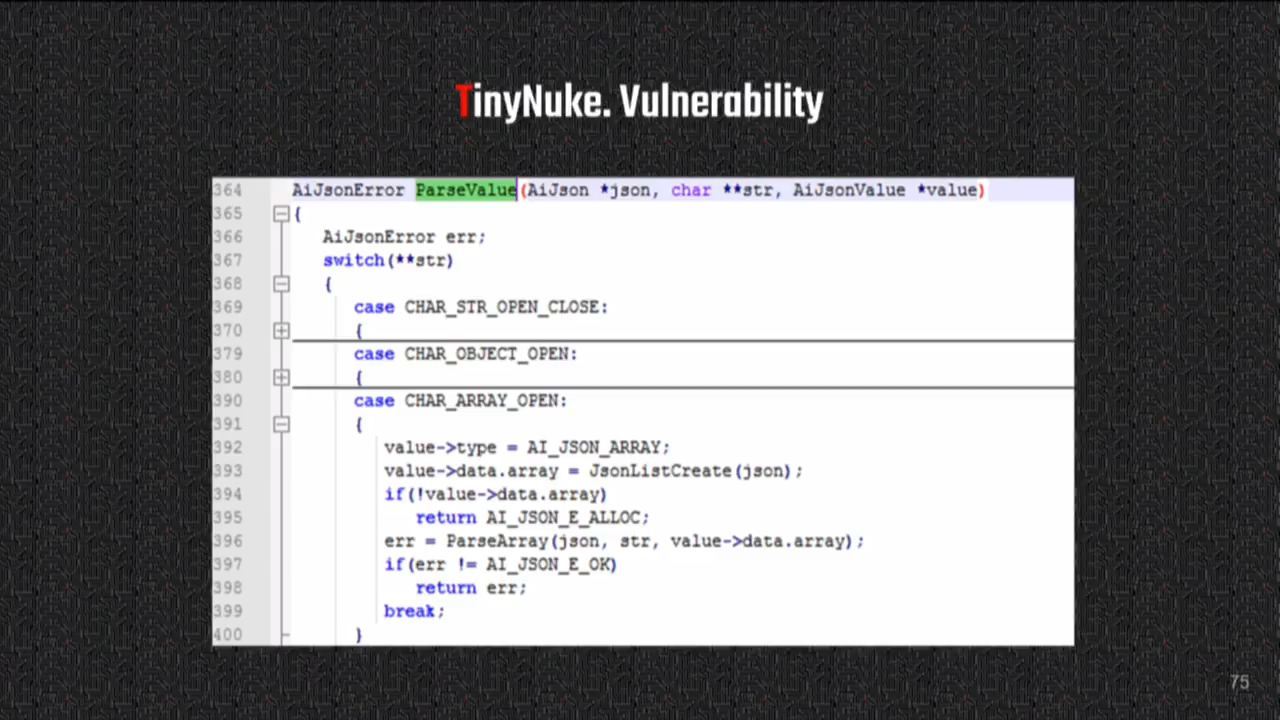 TinyNuke. Vulnerability
364 AiJsonError ParseValue(AiJson *json, char **str, AiJsonValue *value)
365 {
366 AiJsonError err;
367 switch(**str)
368 {
369 case CHAR_STR_OPEN_CLOSE:
370 {
379 case CHAR_OBJECT_OPEN:
380 {
390 case CHAR_ARRAY_OPEN:
391 {
392 value->type = AI_JSON_ARRAY;
393 value->data.array = JsonListCreate(json);
394 if(!value->data.array)
395 return AI_JSON_E_ALLOC;
396 err = ParseArray(json, str, value->data.array);
397 if(err != AI_JSON_E_OK)
398 return err;
399 break;
400 }
75